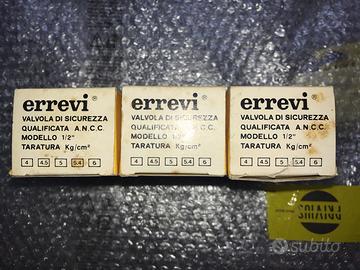 errevi®
VALVOLA DI SICUREZZA
QUALIFICATA A.N.C.C.
MODELLO 1/2"
TARATURA Kg/cm²
4 4.5 5 5.4 6
errevi®
VALVOLA DI SICUREZZA
QUALIFICATA A.N.C.C.
MODELLO 1/2"
TARATURA Kg/cm²
4 4.5 5 5.4 6
errevi®
VALVOLA DI SICUREZZA
QUALIFICATA A.N.C.C.
MODELLO 1/2"
TARATURA Kg/cm²
4 4.5 5 5.4 6
PRIXIUS
subito